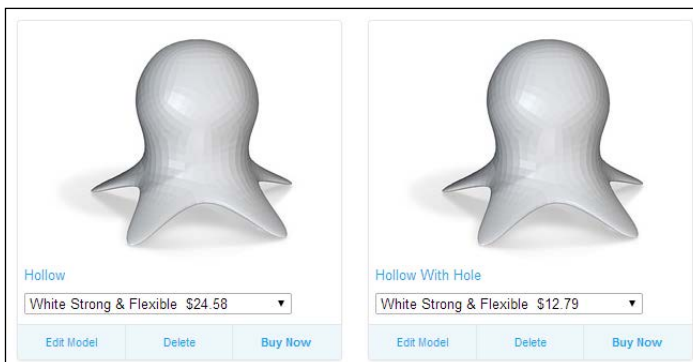 Hollow
White Strong & Flexible $24.58
Edit Model Delete Buy Now
Hollow With Hole
White Strong & Flexible $12.79
Edit Model Delete Buy Now